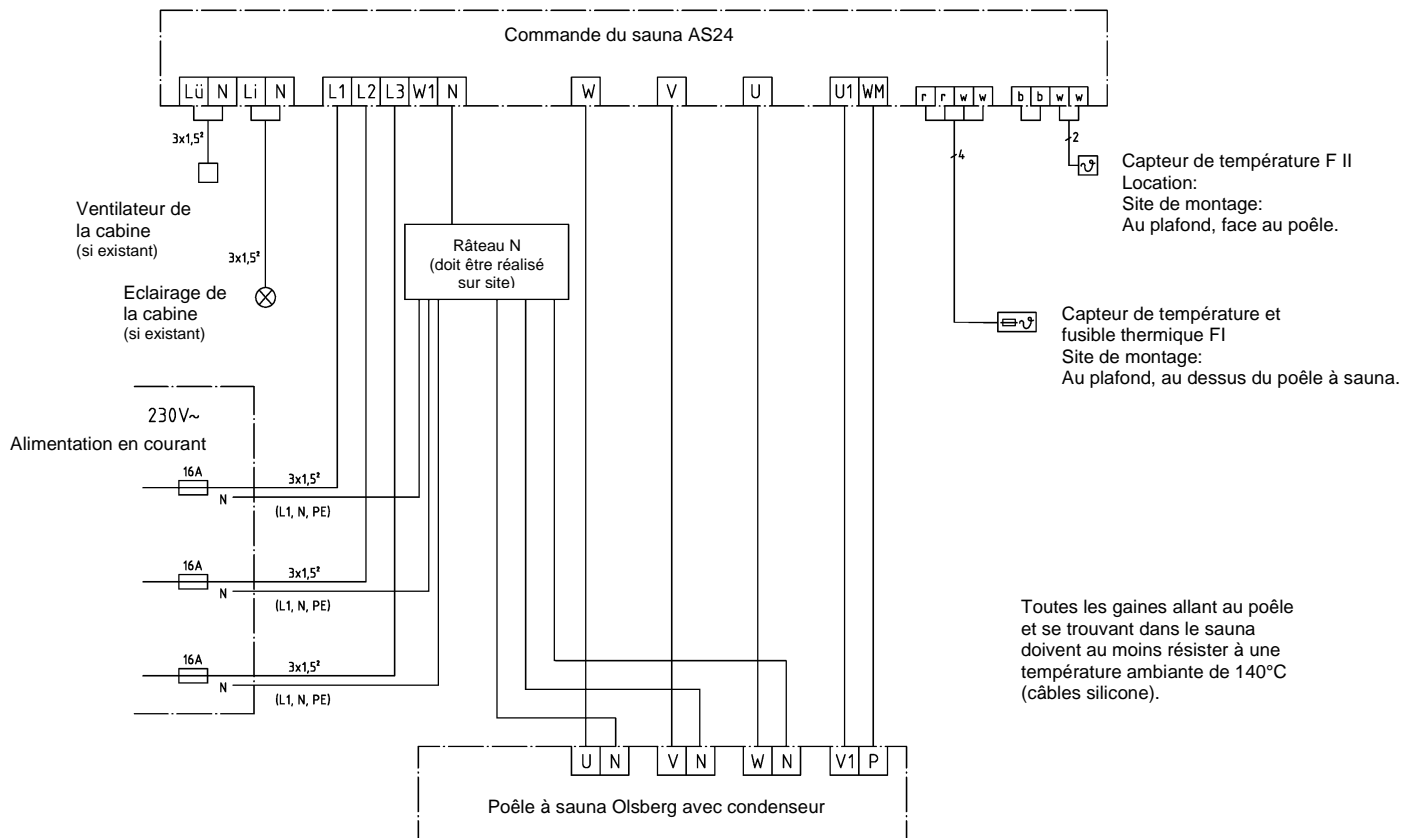 Commande du sauna AS24
Lü N Li N L1 L2 L3 W1 N W V U U1 WM r r w w b b w w
3x1,5²
4
2
Capteur de température F II
Location:
Site de montage:
Au plafond, face au poêle.
Ventilateur de
la cabine
(si existant)
3x1,5²
Râteau N
(doit être réalisé
sur site)
Eclairage de
la cabine
(si existant)
Capteur de température et
fusible thermique FI
Site de montage:
Au plafond, au dessus du poêle à sauna.
230V~
Alimentation en courant
16A
3x1,5²
N
(L1, N, PE)
16A
3x1,5²
N
(L1, N, PE)
16A
3x1,5²
N
(L1, N, PE)
Toutes les gaines allant au poêle
et se trouvant dans le sauna
doivent au moins résister à une
température ambiante de 140°C
(câbles silicone).
U N V N W N V1 P
Poêle à sauna Olsberg avec condenseur